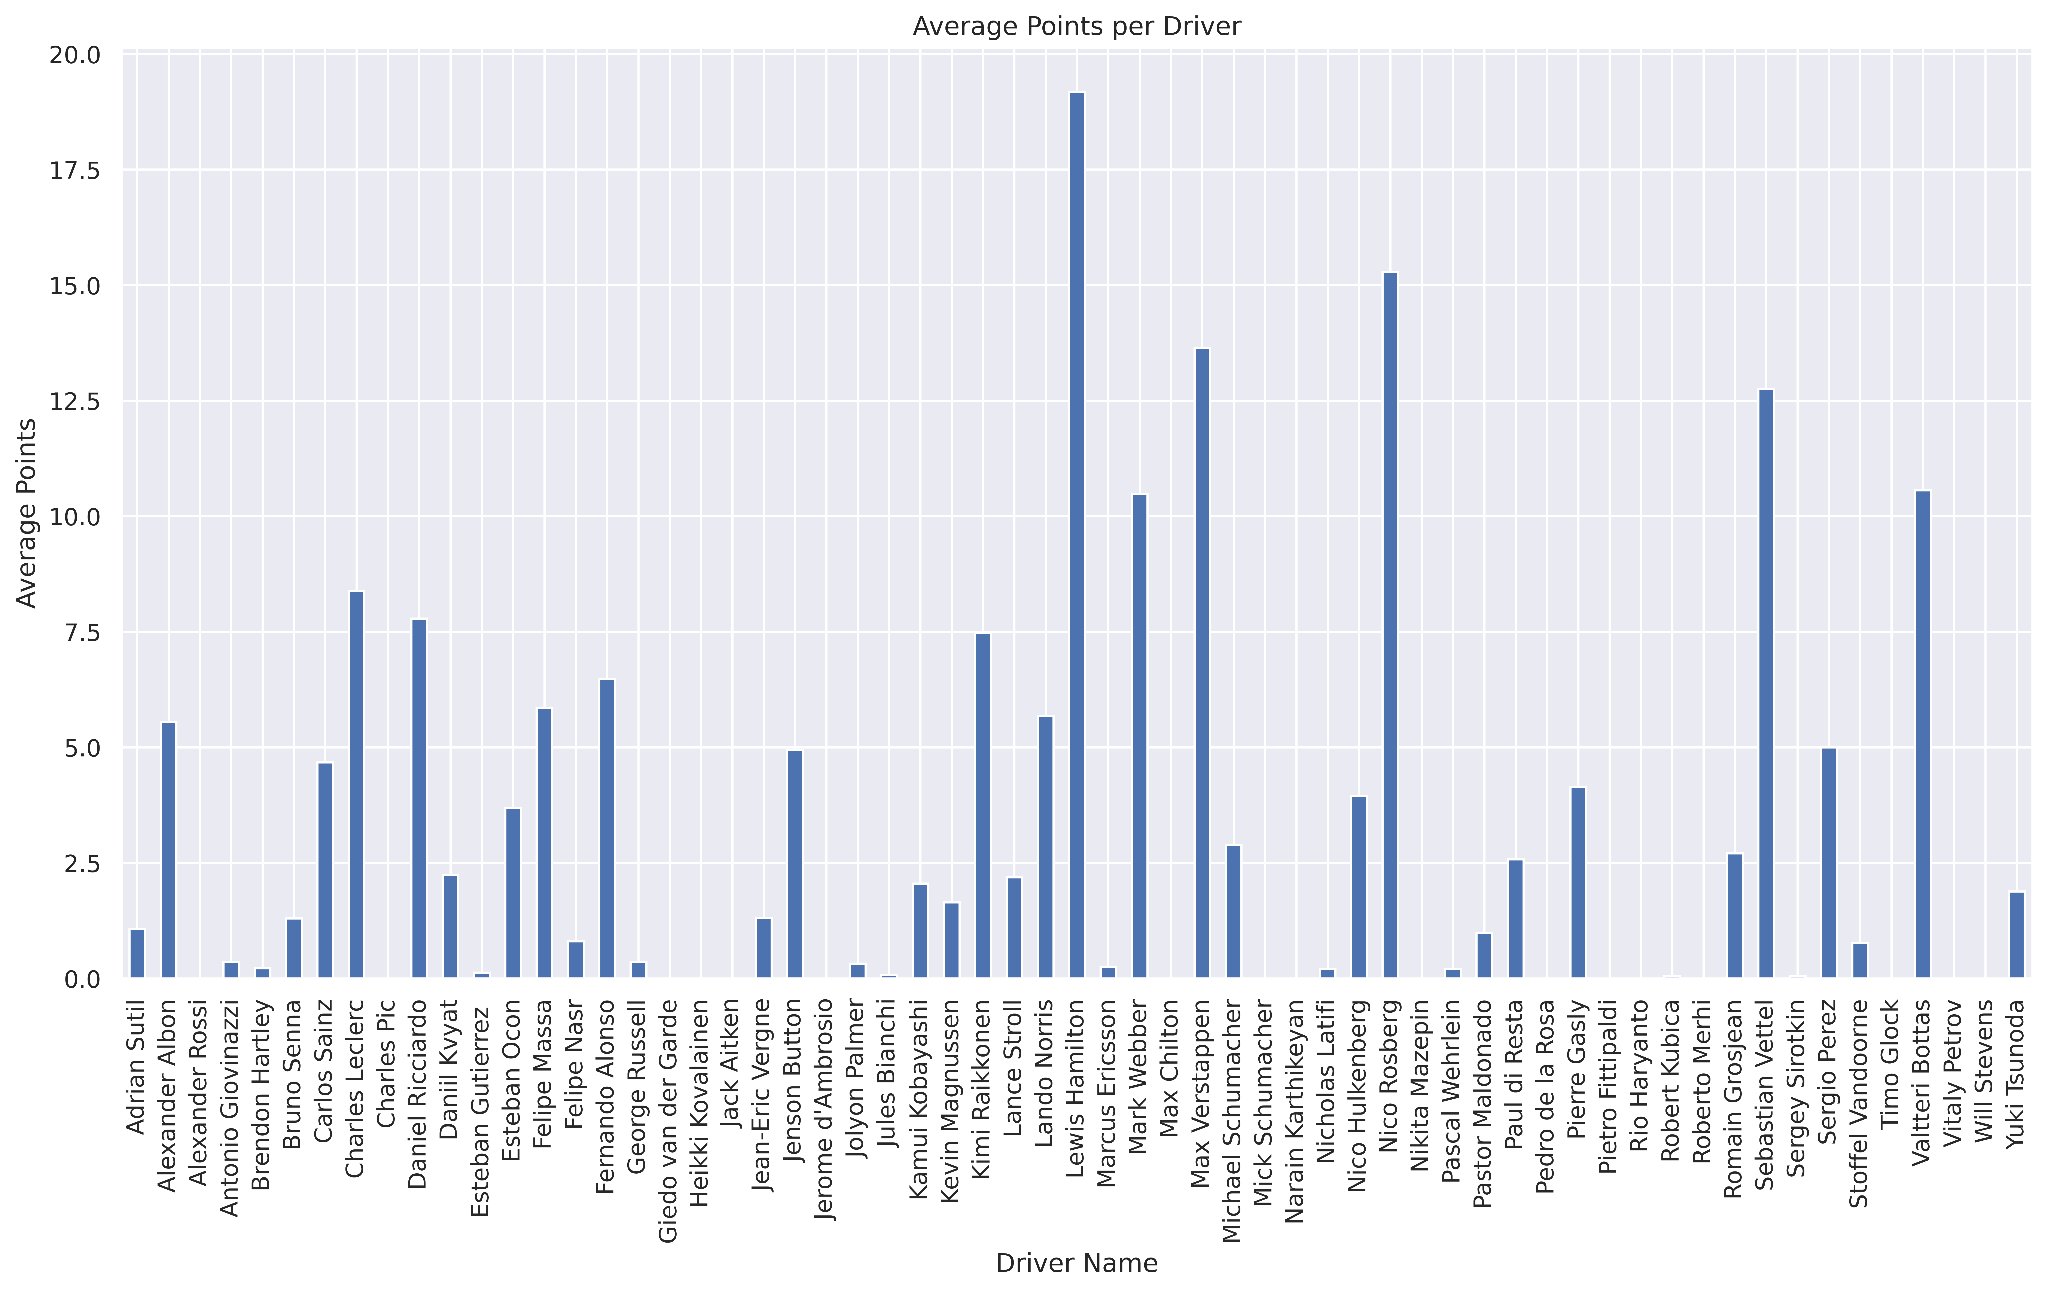 Average Points per Driver
Average Points
20.0
17.5
15.0
12.5
10.0
7.5
5.0
2.5
0.0
Adrian Sutil
Alexander Albon
Alexander Rossi
Antonio Giovinazzi
Brendon Hartley
Bruno Senna
Carlos Sainz
Charles Leclerc
Charles Pic
Daniel Ricciardo
Daniil Kvyat
Esteban Gutierrez
Esteban Ocon
Felipe Massa
Felipe Nasr
Fernando Alonso
George Russell
Giedo van der Garde
Heikki Kovalainen
Jack Aitken
Jean-Eric Vergne
Jenson Button
Jerome d'Ambrosio
Jolyon Palmer
Jules Bianchi
Kamui Kobayashi
Kevin Magnussen
Kimi Raikkonen
Lance Stroll
Lando Norris
Lewis Hamilton
Marcus Ericsson
Mark Webber
Max Chilton
Max Verstappen
Michael Schumacher
Mick Schumacher
Narain Karthikeyan
Nicholas Latifi
Nico Hulkenberg
Nico Rosberg
Nikita Mazepin
Pascal Wehrlein
Pastor Maldonado
Paul di Resta
Pedro de la Rosa
Pierre Gasly
Pietro Fittipaldi
Rio Haryanto
Robert Kubica
Roberto Merhi
Romain Grosjean
Sebastian Vettel
Sergey Sirotkin
Sergio Perez
Stoffel Vandoorne
Timo Glock
Valtteri Bottas
Vitaly Petrov
Will Stevens
Yuki Tsunoda
Driver Name